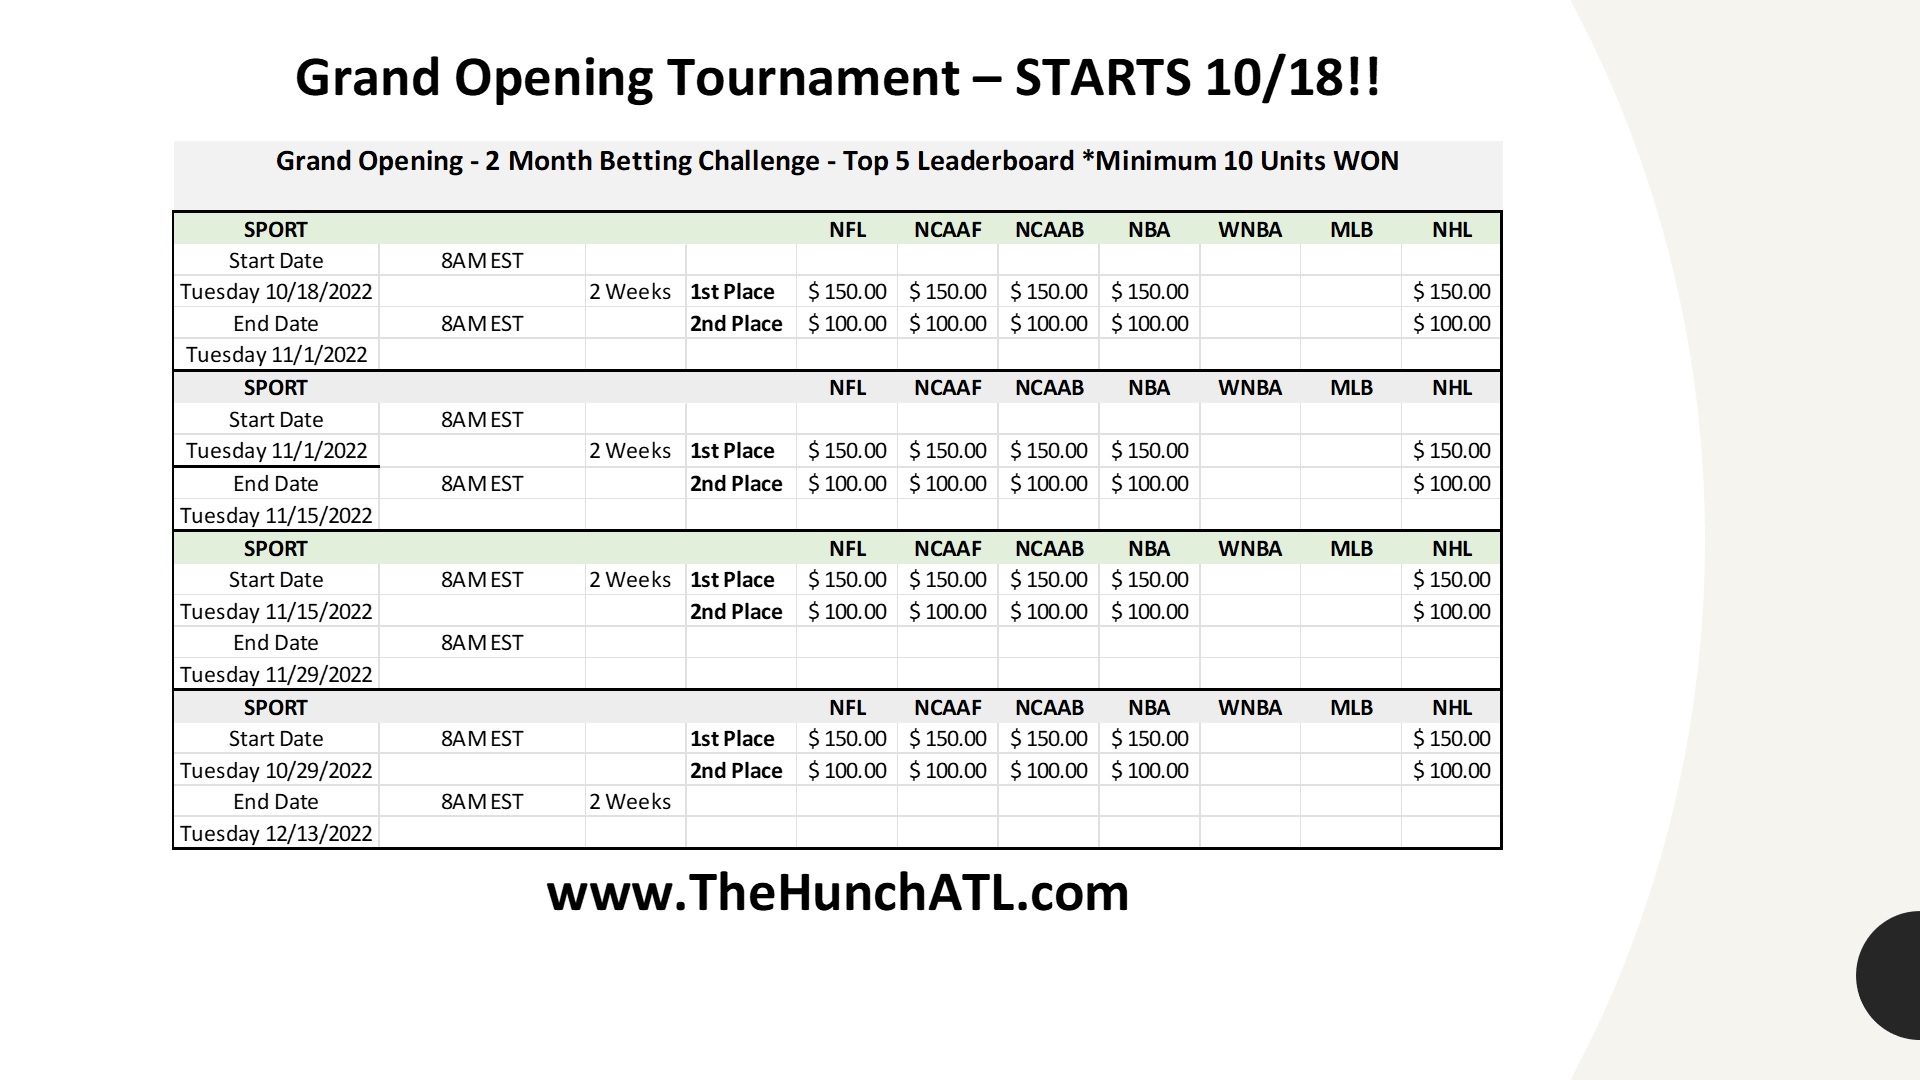 Grand Opening Tournament – STARTS 10/18!!
Grand Opening - 2 Month Betting Challenge - Top 5 Leaderboard *Minimum 10 Units WON
SPORT NFL NCAAF NCAAB NBA WNBA MLB NHL
Start Date 8AM EST
Tuesday 10/18/2022 2 Weeks 1st Place $ 150.00 $ 150.00 $ 150.00 $ 150.00 $ 150.00
End Date 8AM EST 2nd Place $ 100.00 $ 100.00 $ 100.00 $ 100.00 $ 100.00
Tuesday 11/1/2022
SPORT NFL NCAAF NCAAB NBA WNBA MLB NHL
Start Date 8AM EST
Tuesday 11/1/2022 2 Weeks 1st Place $ 150.00 $ 150.00 $ 150.00 $ 150.00 $ 150.00
End Date 8AM EST 2nd Place $ 100.00 $ 100.00 $ 100.00 $ 100.00 $ 100.00
Tuesday 11/15/2022
SPORT NFL NCAAF NCAAB NBA WNBA MLB NHL
Start Date 8AM EST 2 Weeks 1st Place $ 150.00 $ 150.00 $ 150.00 $ 150.00 $ 150.00
Tuesday 11/15/2022 2nd Place $ 100.00 $ 100.00 $ 100.00 $ 100.00 $ 100.00
End Date 8AM EST
Tuesday 11/29/2022
SPORT NFL NCAAF NCAAB NBA WNBA MLB NHL
Start Date 8AM EST 1st Place $ 150.00 $ 150.00 $ 150.00 $ 150.00 $ 150.00
Tuesday 10/29/2022 2nd Place $ 100.00 $ 100.00 $ 100.00 $ 100.00 $ 100.00
End Date 8AM EST 2 Weeks
Tuesday 12/13/2022
www.TheHunchATL.com